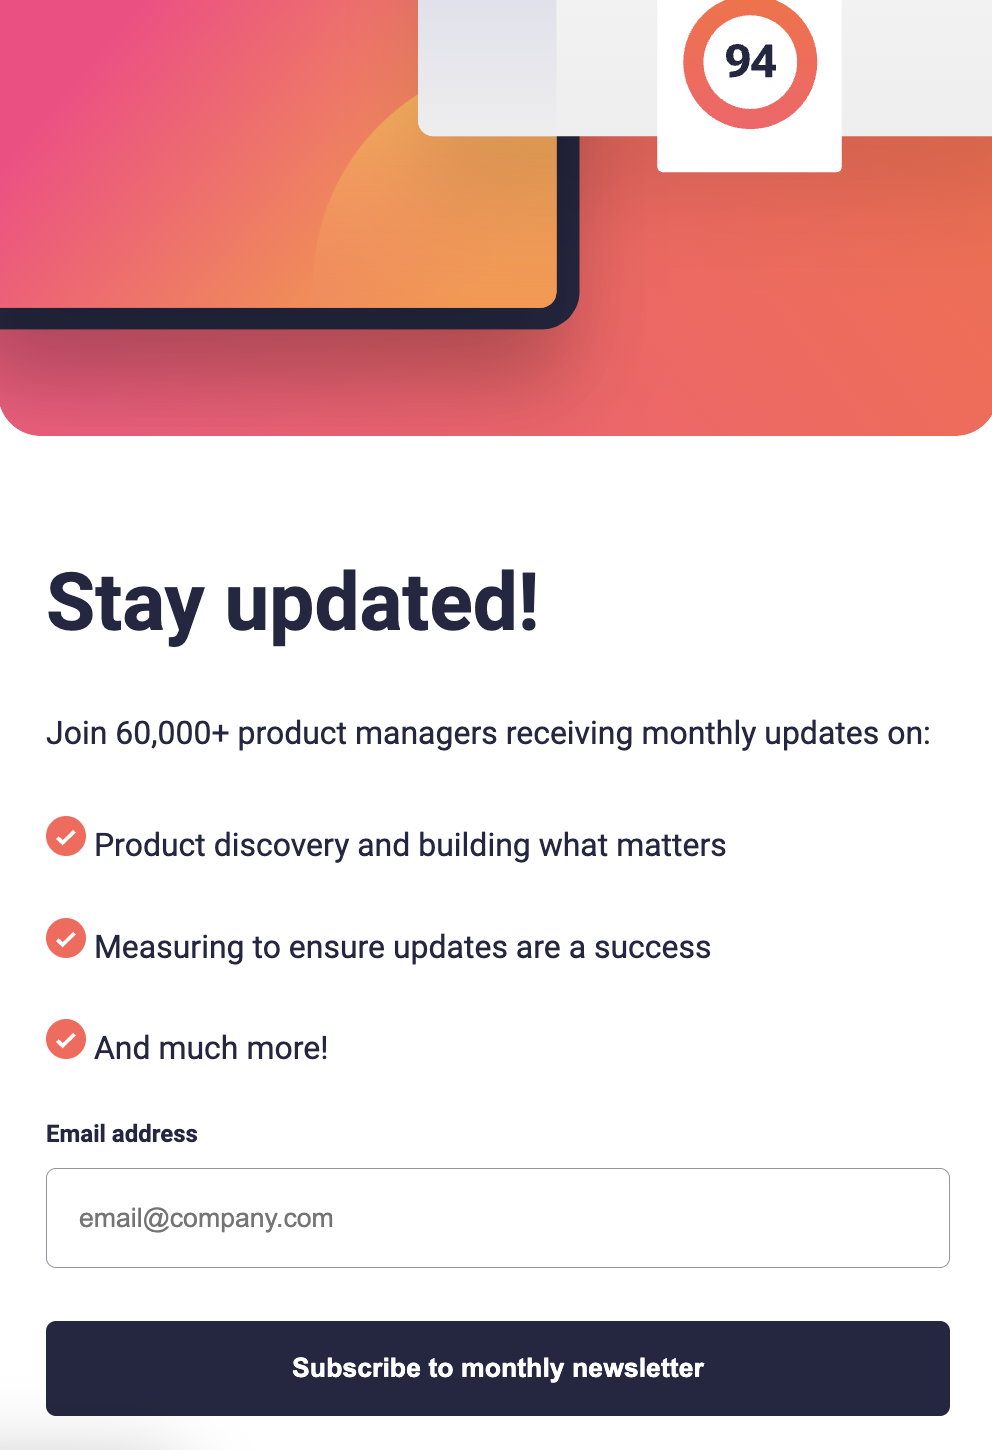 94
Stay updated!
Join 60,000+ product managers receiving monthly updates on:
Product discovery and building what matters
Measuring to ensure updates are a success
And much more!
Email address
email@company.com
Subscribe to monthly newsletter